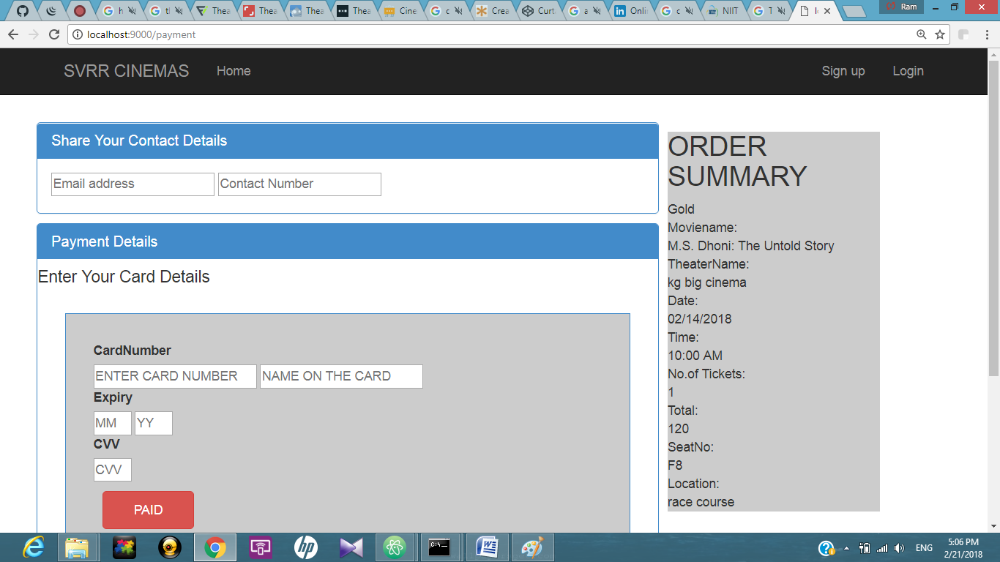 h
tl
Thea
Thea
Thea
Thea
Cine
c
Crea
Curta
a
Onli
c
NIIT
T
Ram
localhost:9000/payment
SVRR CINEMAS
Home
Sign up
Login
Share Your Contact Details
Email address
Contact Number
Payment Details
Enter Your Card Details
CardNumber
ENTER CARD NUMBER
NAME ON THE CARD
Expiry
MM
YY
CVV
CVV
PAID
ORDER
SUMMARY
Gold
Moviename:
M.S. Dhoni: The Untold Story
TheaterName:
kg big cinema
Date:
02/14/2018
Time:
10:00 AM
No.of Tickets:
1
Total:
120
SeatNo:
F8
Location:
race course
ENG
5:06 PM
2/21/2018